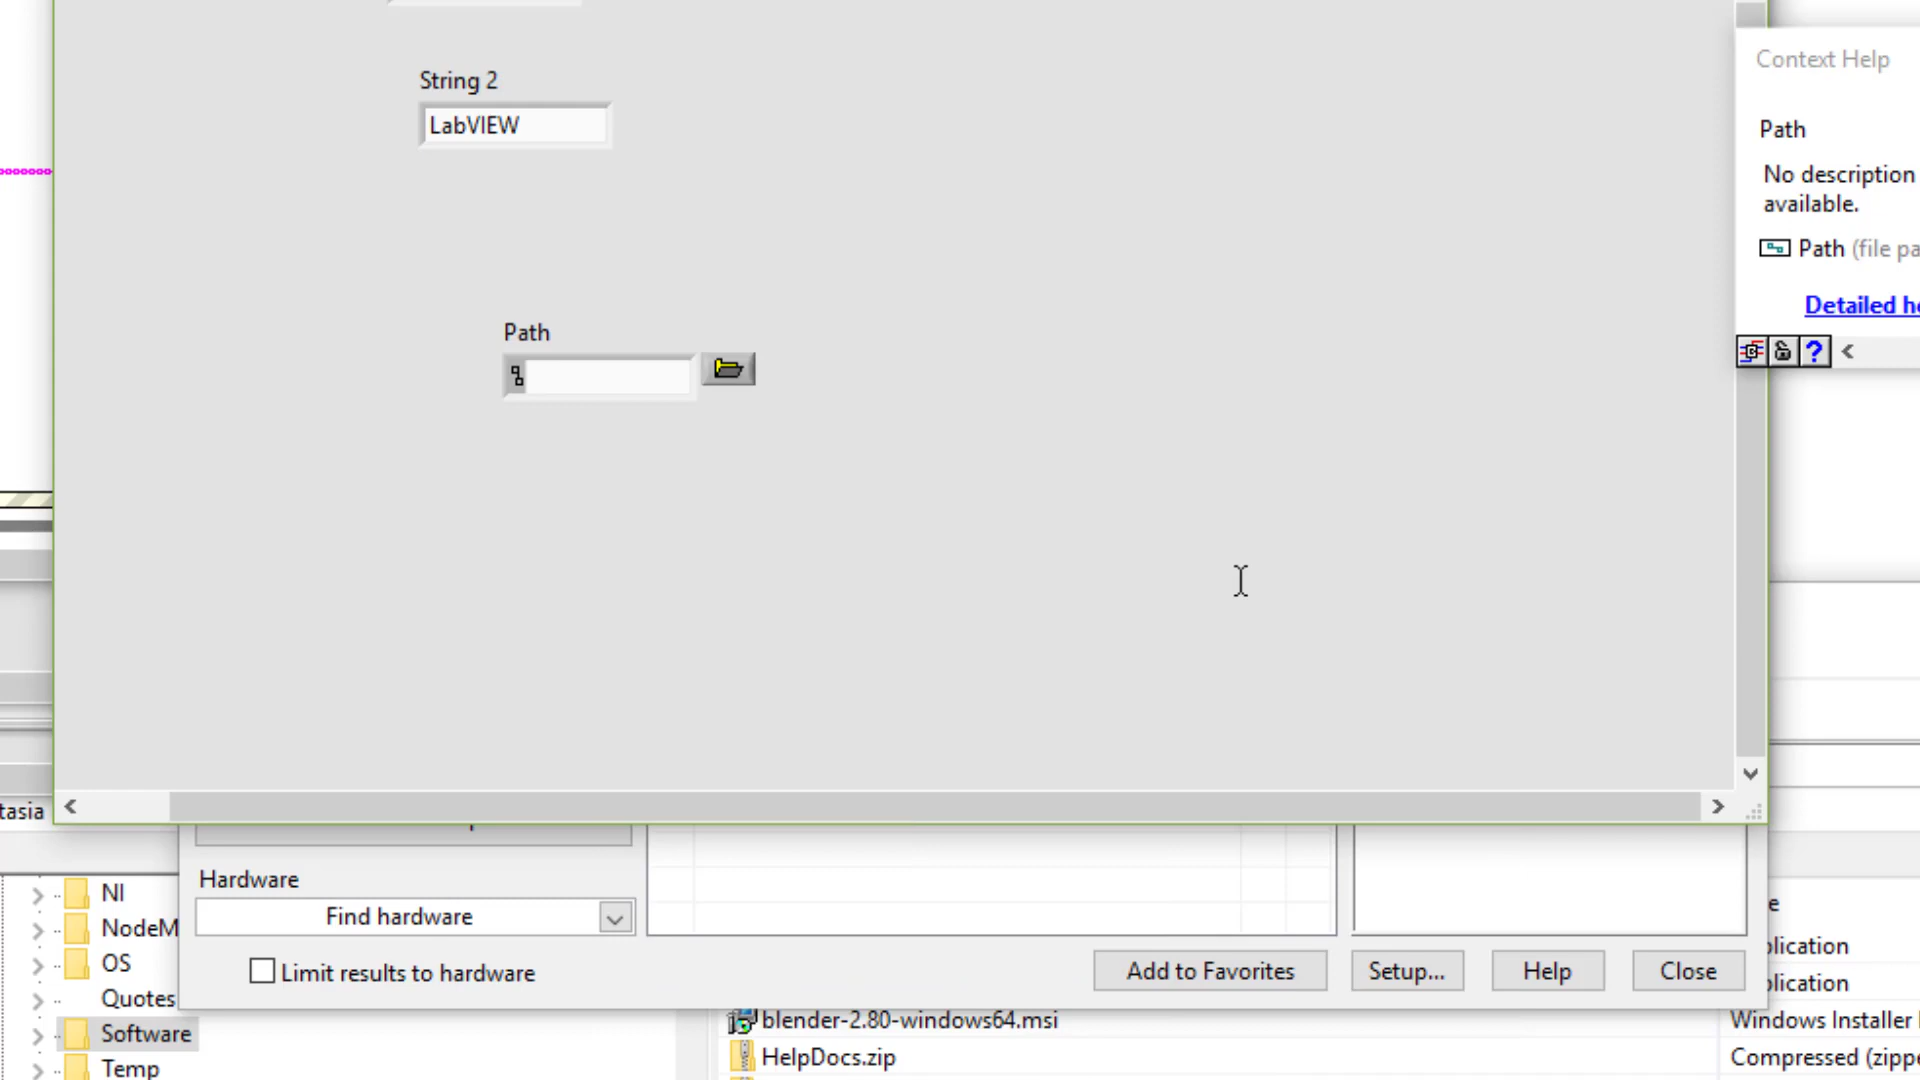 String 2
LabVIEW
Path
Context Help
Path
No description
available.
Path (file pa
Detailed he
tasia
Hardware
Find hardware
Limit results to hardware
Add to Favorites
Setup...
Help
Close
NI
NodeM
OS
Quotes
Software
Temp
blender-2.80-windows64.msi
HelpDocs.zip
e
plication
plication
Windows Installer
Compressed (zippe